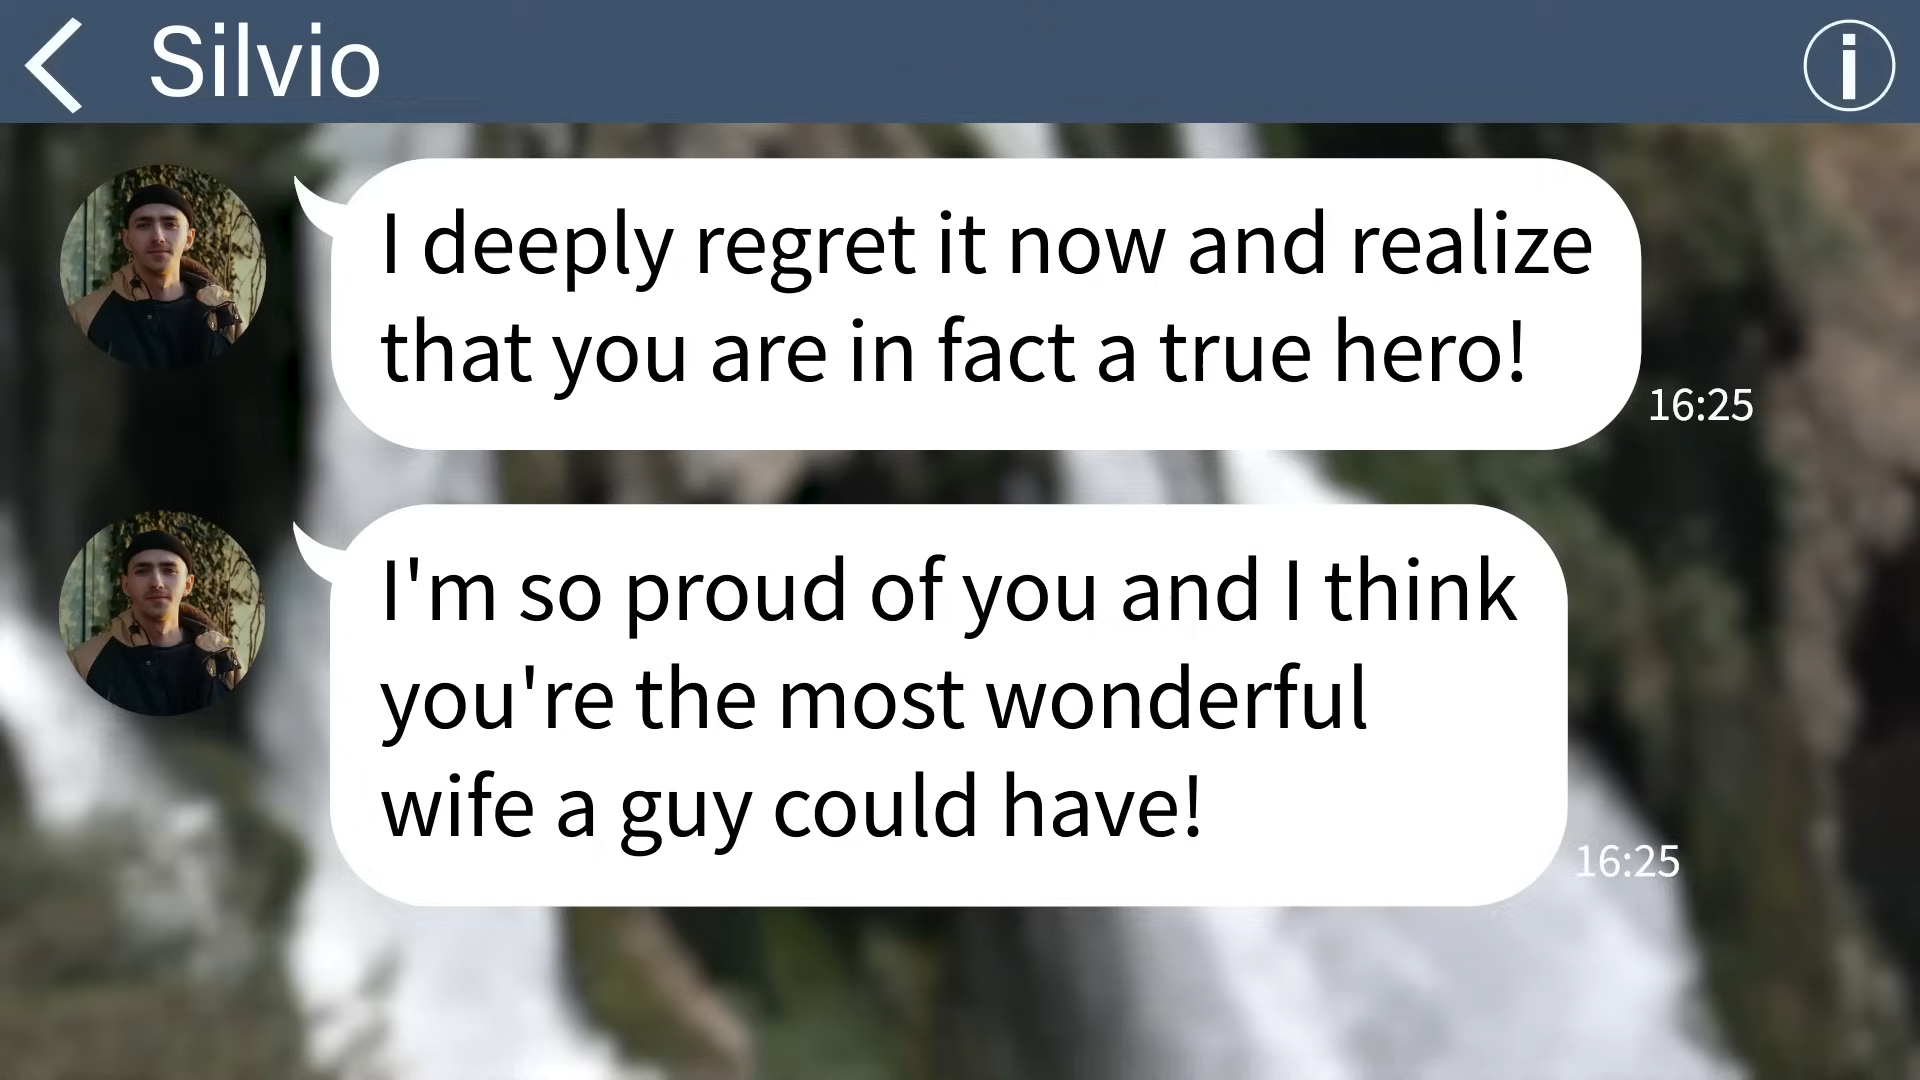 Silvio
I deeply regret it now and realize
that you are in fact a true hero!
16:25
I'm so proud of you and I think
you're the most wonderful
wife a guy could have!
16:25